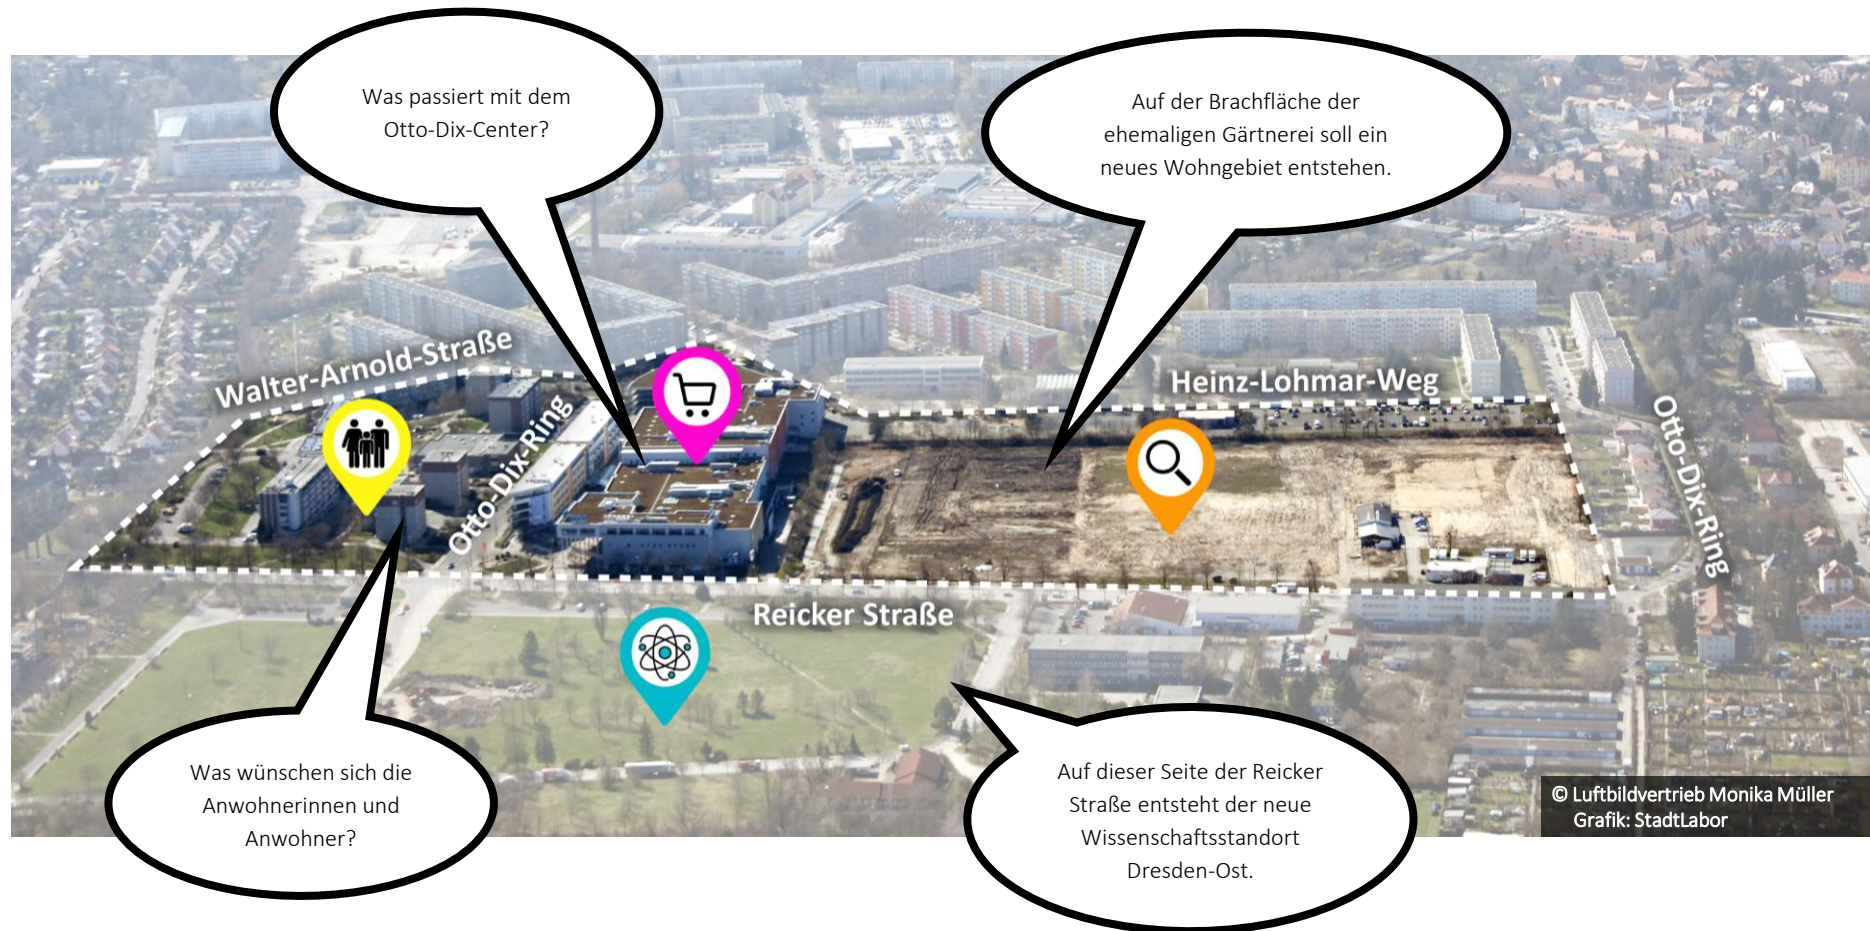 Was passiert mit dem
Otto-Dix-Center?
Auf der Brachfläche der
ehemaligen Gärtnerei soll ein
neues Wohngebiet entstehen.
Walter-Arnold-Straße
Heinz-Lohmar-Weg
Otto-Dix-Ring
Otto-Dix-Ring
Reicker Straße
Was wünschen sich die
Anwohnerinnen und
Anwohner?
Auf dieser Seite der Reicker
Straße entsteht der neue
Wissenschaftsstandort
Dresden-Ost.
© Luftbildvertrieb Monika Müller
Grafik: StadtLabor